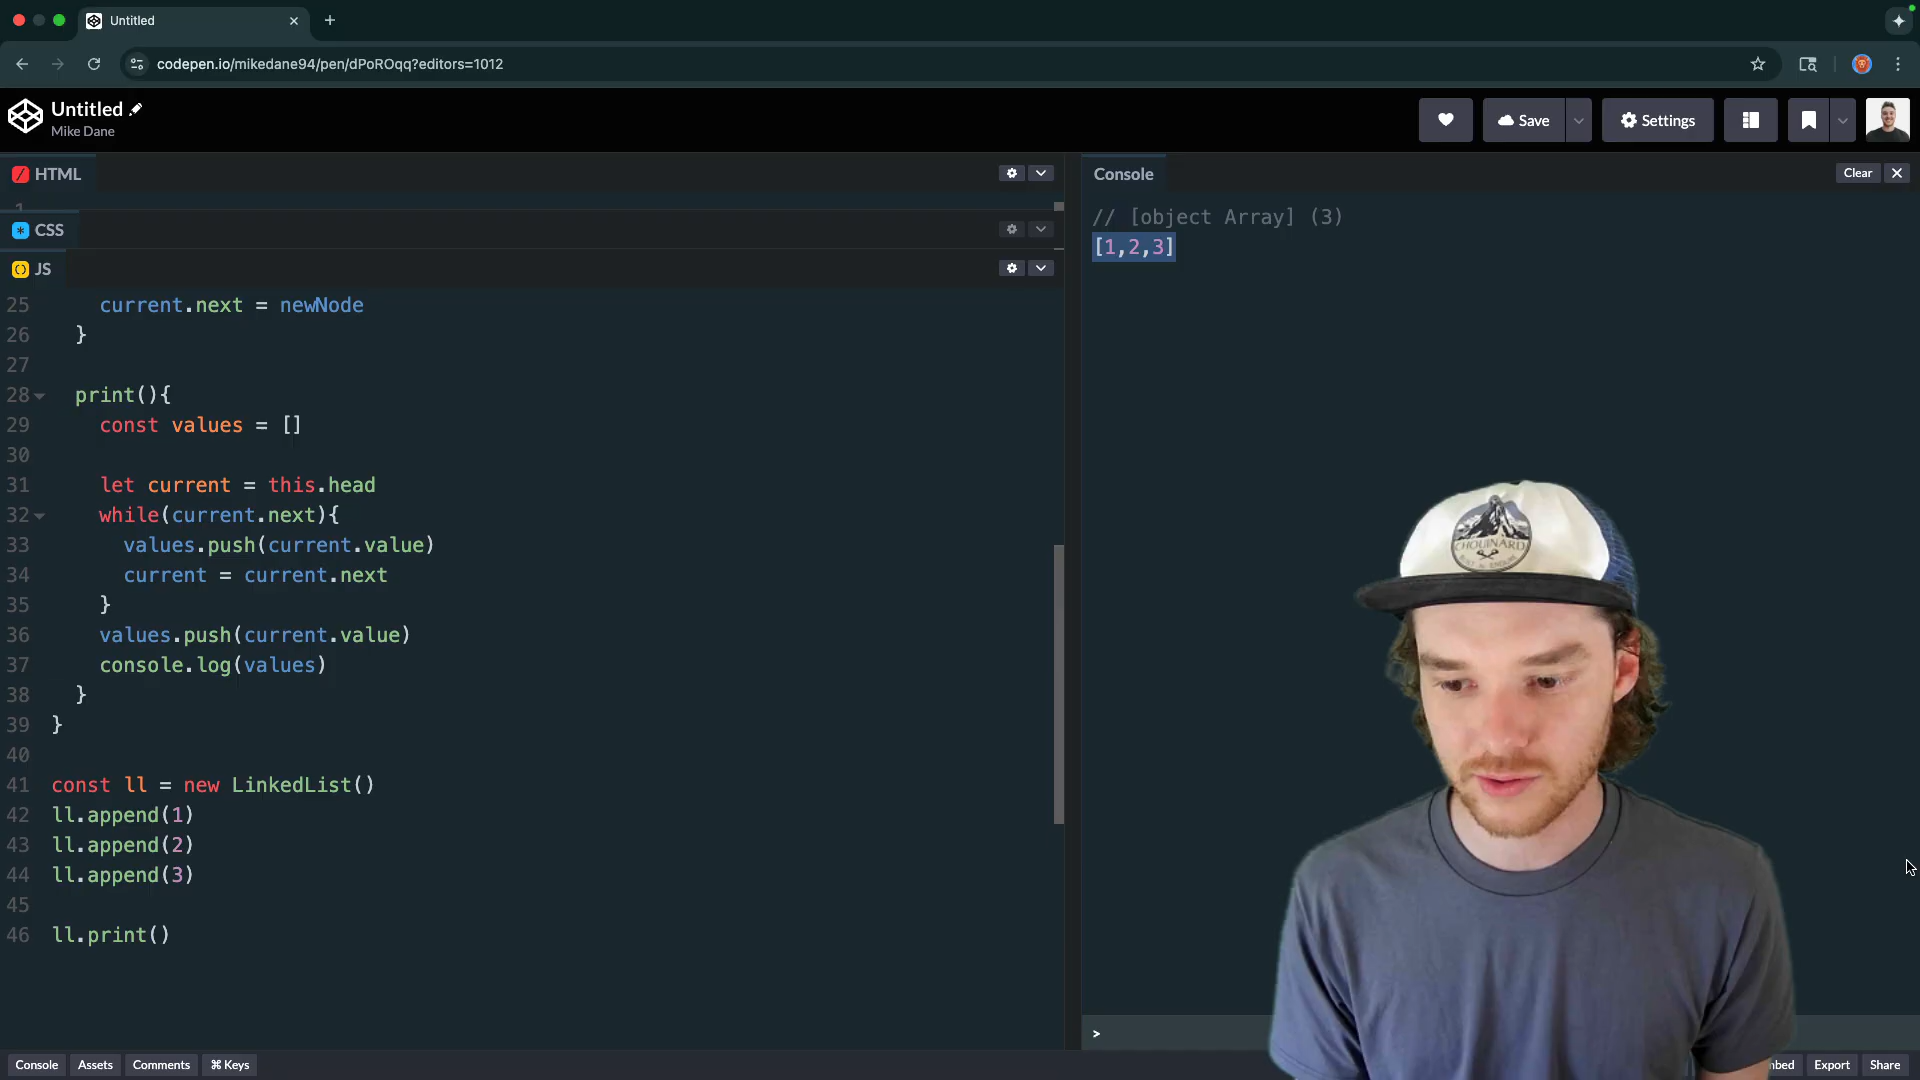 Untitled
codepen.io/mikedane94/pen/dPoROqq?editors=1012
Untitled
Mike Dane
Save
Settings
HTML
1
CSS
JS
25 current.next = newNode
26 }
27
28 print(){
29 const values = []
30
31 let current = this.head
32 while(current.next){
33 values.push(current.value)
34 current = current.next
35 }
36 values.push(current.value)
37 console.log(values)
38 }
39 }
40
41 const ll = new LinkedList()
42 ll.append(1)
43 ll.append(2)
44 ll.append(3)
45
46 ll.print()
Console
Clear
// [object Array] (3)
[1,2,3]
CHOUINARD
>
Console
Assets
Comments
⌘ Keys
Export
Share